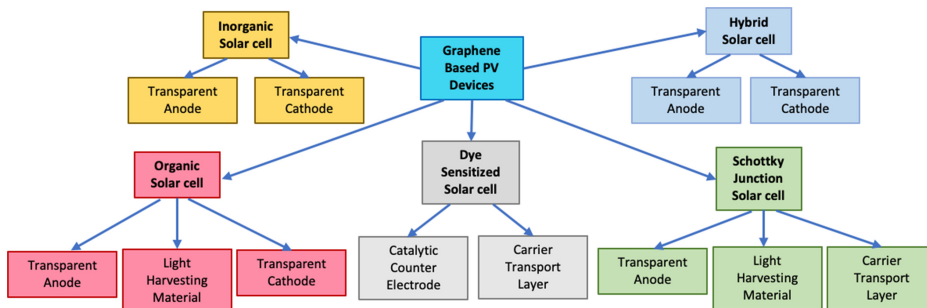 Inorganic
Solar cell
Graphene
Based PV
Devices
Hybrid
Solar cell
Transparent
Anode
Transparent
Cathode
Transparent
Anode
Transparent
Cathode
Organic
Solar cell
Dye
Sensitized
Solar cell
Schottky
Junction
Solar cell
Transparent
Anode
Light
Harvesting
Material
Transparent
Cathode
Catalytic
Counter
Electrode
Carrier
Transport
Layer
Transparent
Anode
Light
Harvesting
Material
Carrier
Transport
Layer